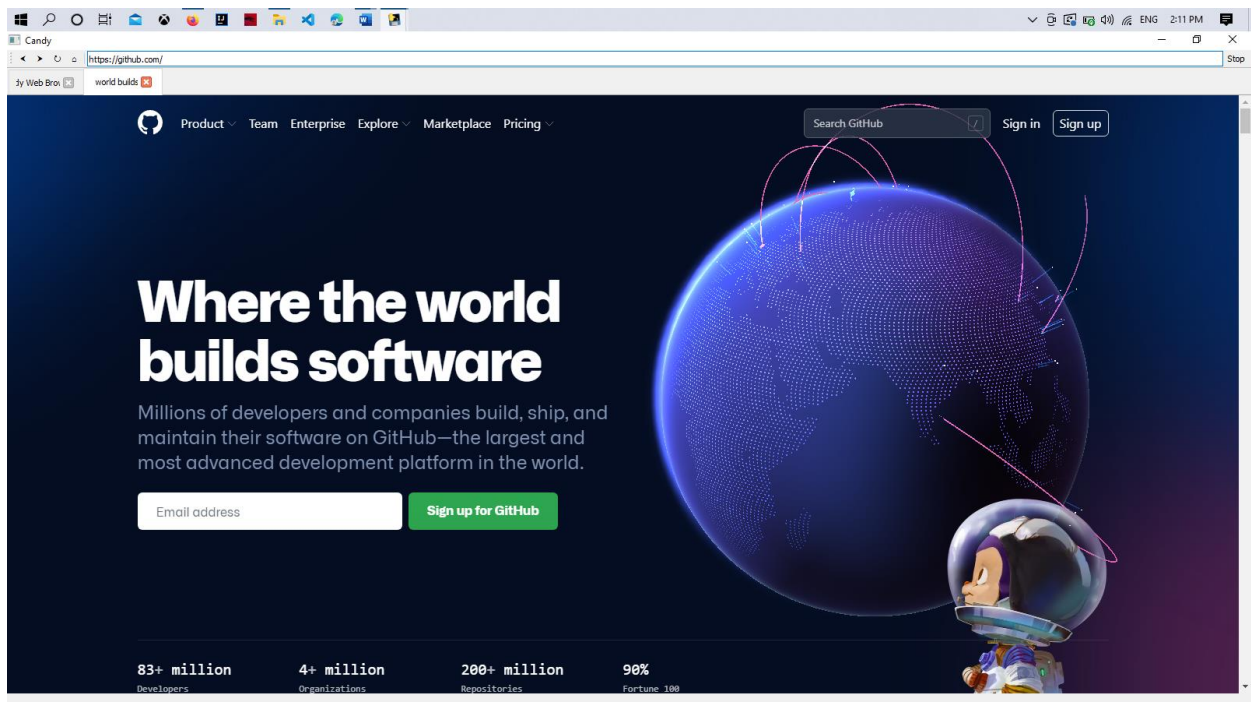 ENG 2:11 PM
Candy
https://github.com/
Stop
dy Web Brov
world builds
Product Team Enterprise Explore Marketplace Pricing
Search GitHub / Sign in Sign up
Where the world
builds software
Millions of developers and companies build, ship, and
maintain their software on GitHub—the largest and
most advanced development platform in the world.
Email address
Sign up for GitHub
83+ million 4+ million 200+ million 90%
Developers Organizations Repositories Fortune 100